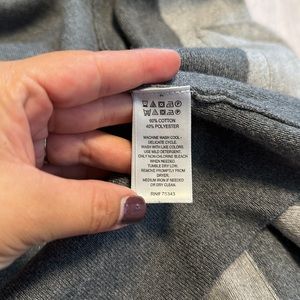 60% COTTON
40% POLYESTER
MACHINE WASH COOL -
DELICATE CYCLE.
WASH WITH LIKE COLORS
USE MILD DETERGENT.
ONLY NON-CHLORINE BLEACH
WHEN NEEDED.
TUMBLE DRY LOW,
REMOVE PROMPTLY FROM
DRYER.
MEDIUM IRON IF NEEDED
OR DRY CLEAN.
RN# 75343